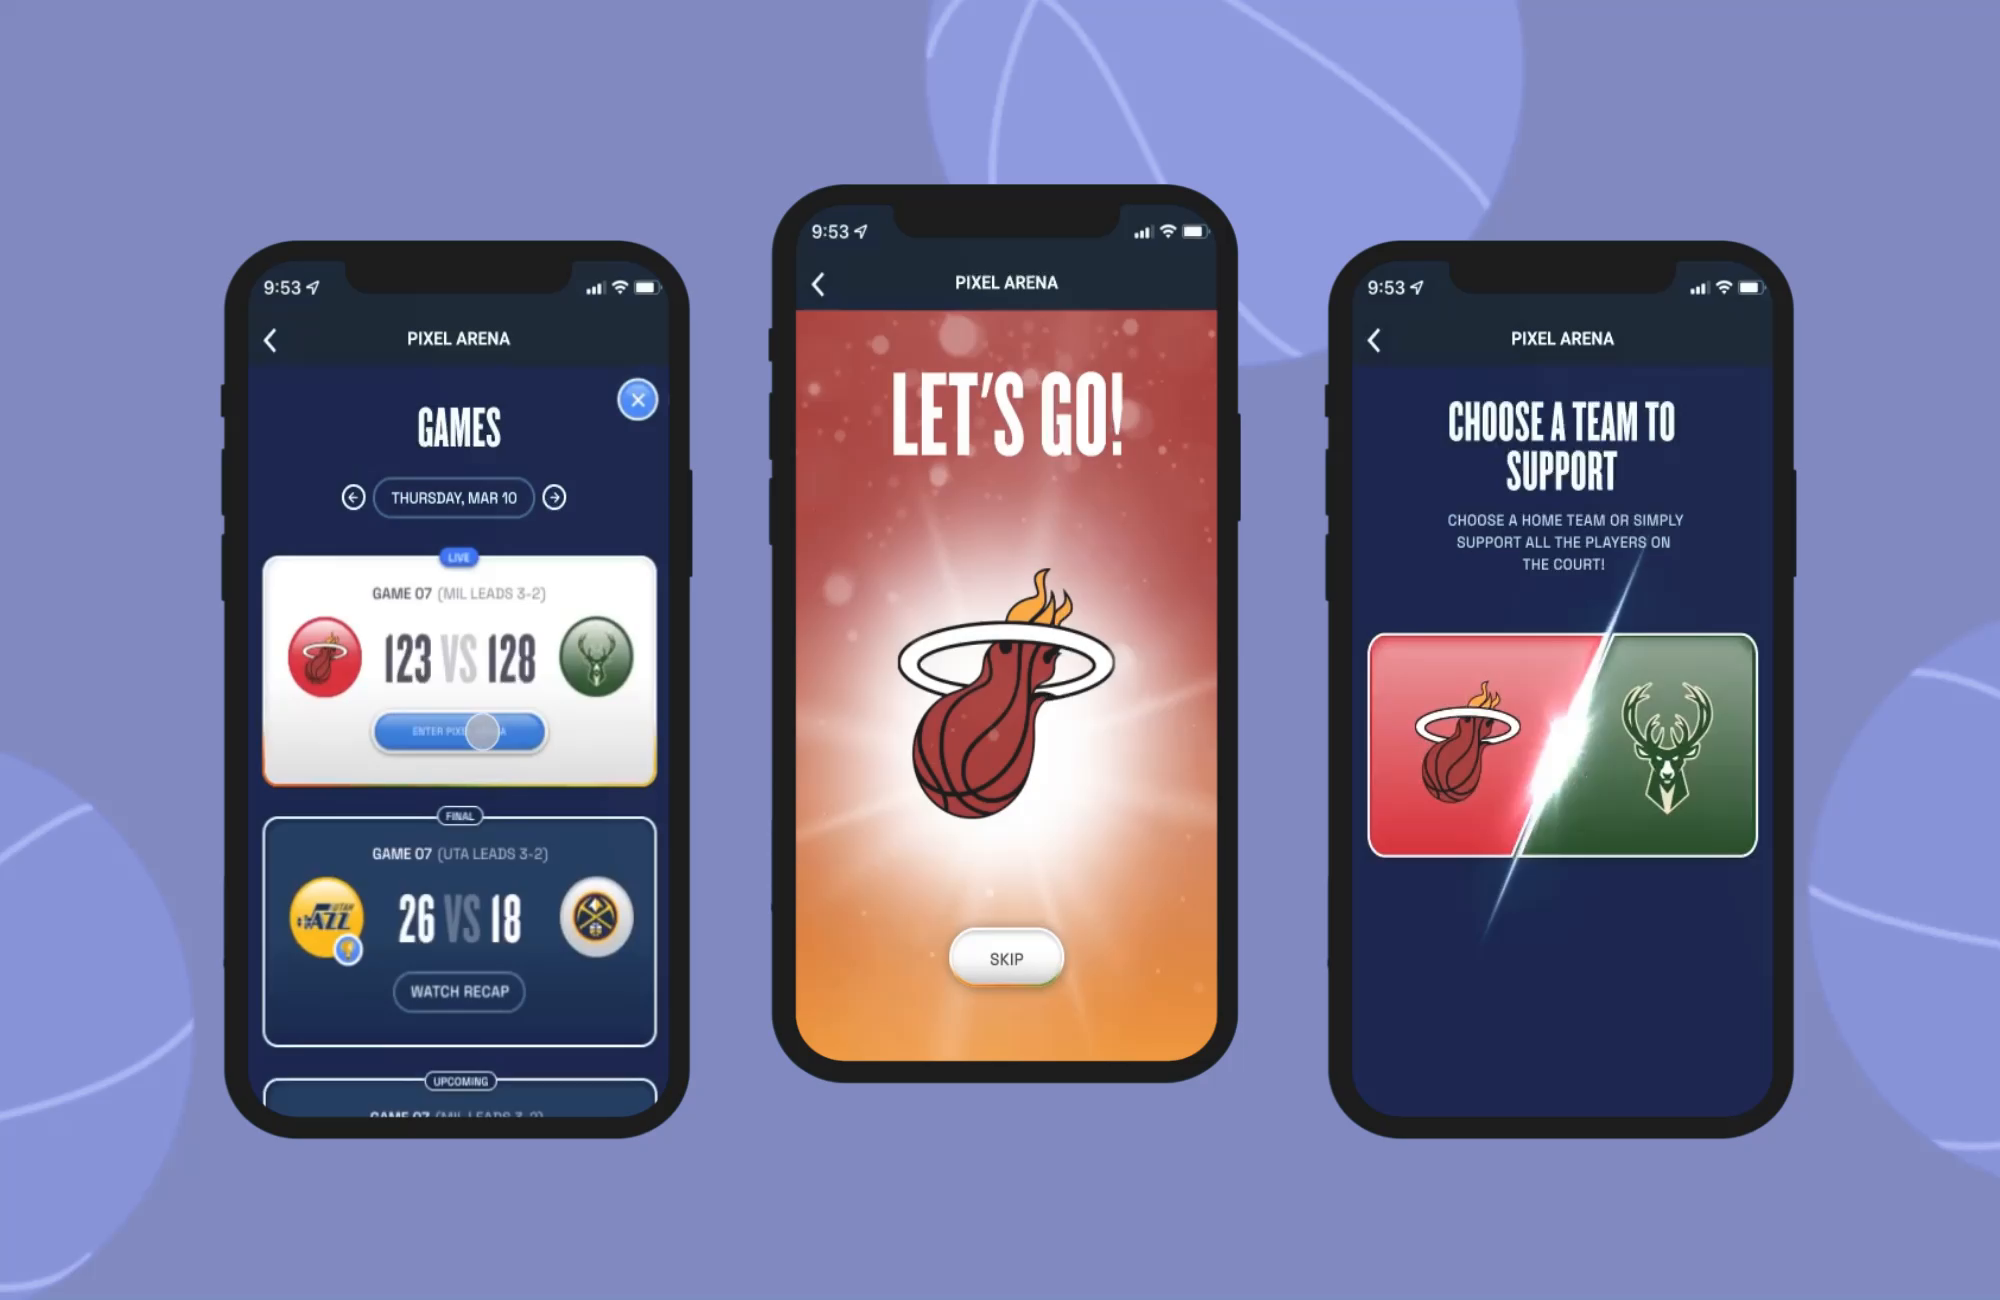 9:53
PIXEL ARENA
GAMES
THURSDAY, MAR 10
LIVE
GAME 07 (MIL LEADS 3-2)
123 VS 128
ENTER
FINAL
GAME 07 (UTA LEADS 3-2)
UTAH
JAZZ
26 VS 18
WATCH RECAP
UPCOMING
GAME 07 (MIL LEADS 3-2)
9:53
PIXEL ARENA
LET'S GO!
SKIP
9:53
PIXEL ARENA
CHOOSE A TEAM TO
SUPPORT
CHOOSE A HOME TEAM OR SIMPLY
SUPPORT ALL THE PLAYERS ON
THE COURT!